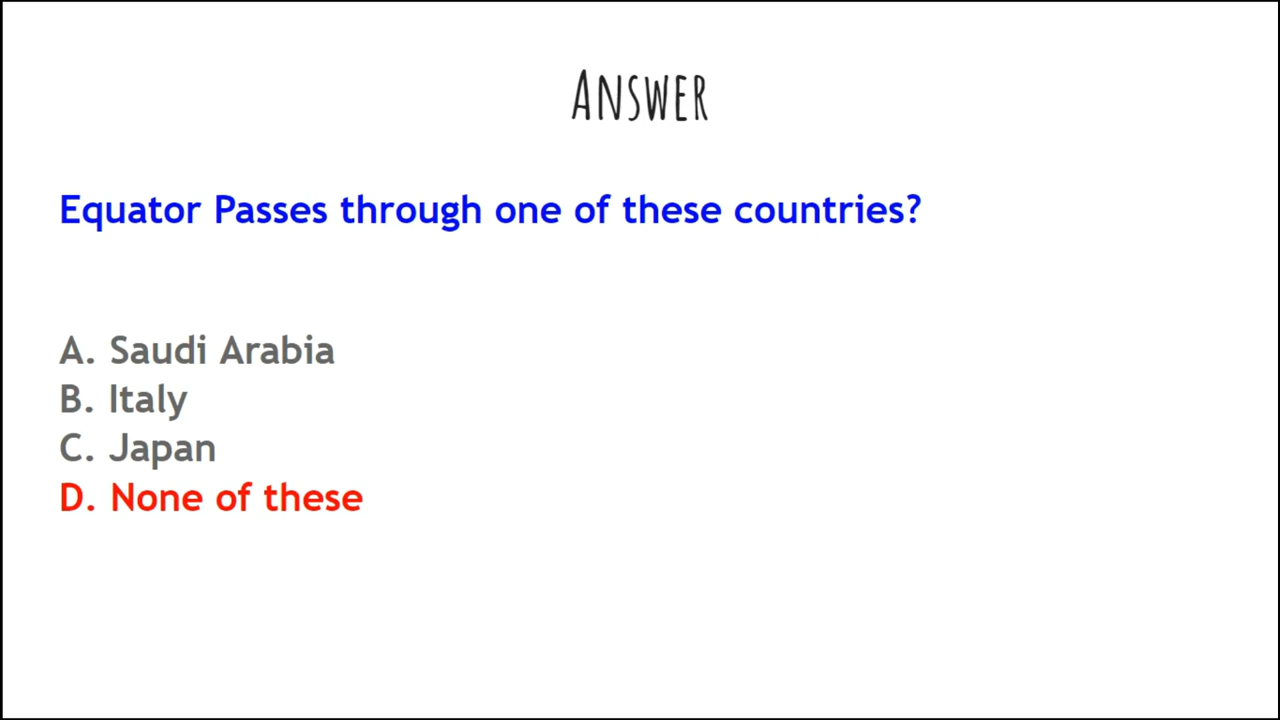 Answer
Equator Passes through one of these countries?
A. Saudi Arabia
B. Italy
C. Japan
D. None of these